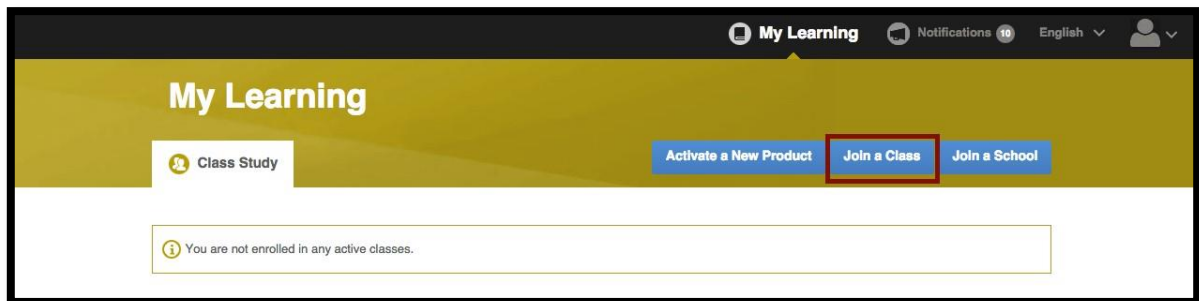 My Learning Notifications 10 English
My Learning
Class Study Activate a New Product Join a Class Join a School
You are not enrolled in any active classes.